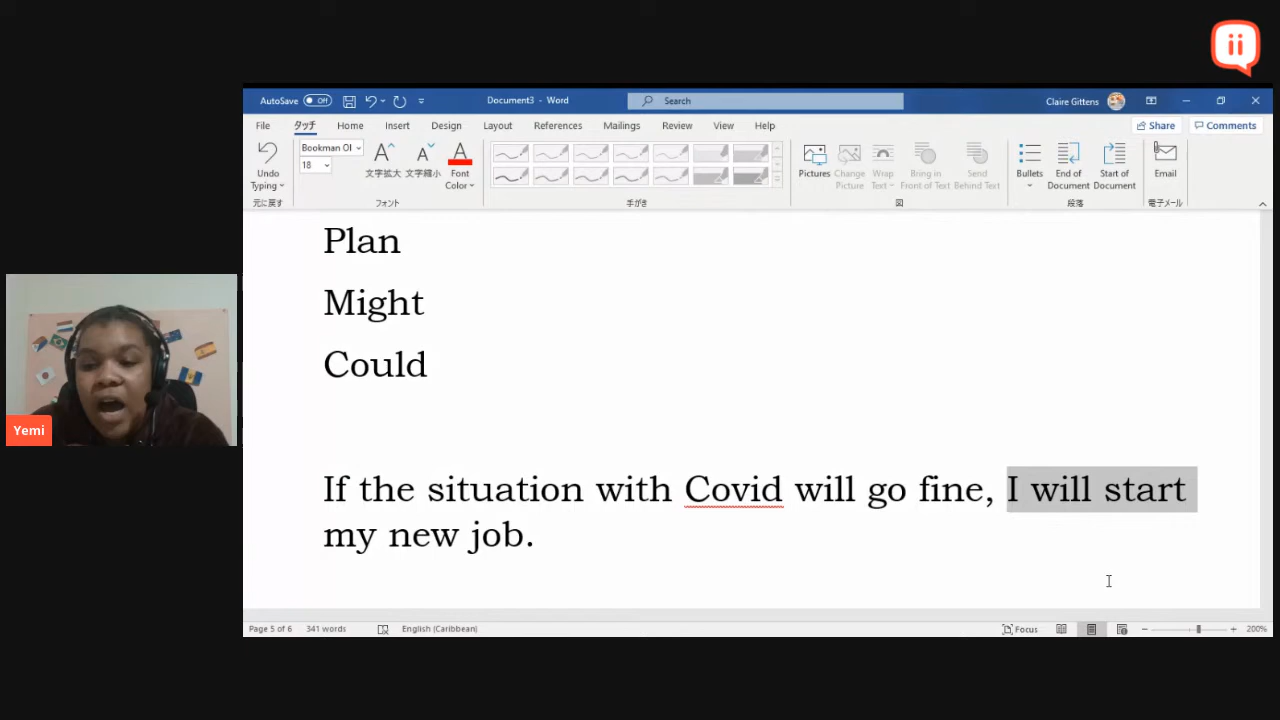 ii
AutoSave Off Document3 - Word Search Claire Gittens
File タッチ Home Insert Design Layout References Mailings Review View Help Share Comments
Undo Typing
元に戻す
Bookman Ol
18
文字拡大 文字縮小 Font Color
フォント
手がき
Pictures Change Picture Wrap Text Bring in Front of Text Send Behind Text
図
Bullets End of Document Start of Document
段落
Email
電子メール
Plan
Might
Could
If the situation with Covid will go fine, I will start
my new job.
Yemi
Page 5 of 6 341 words English (Caribbean) Focus 200%